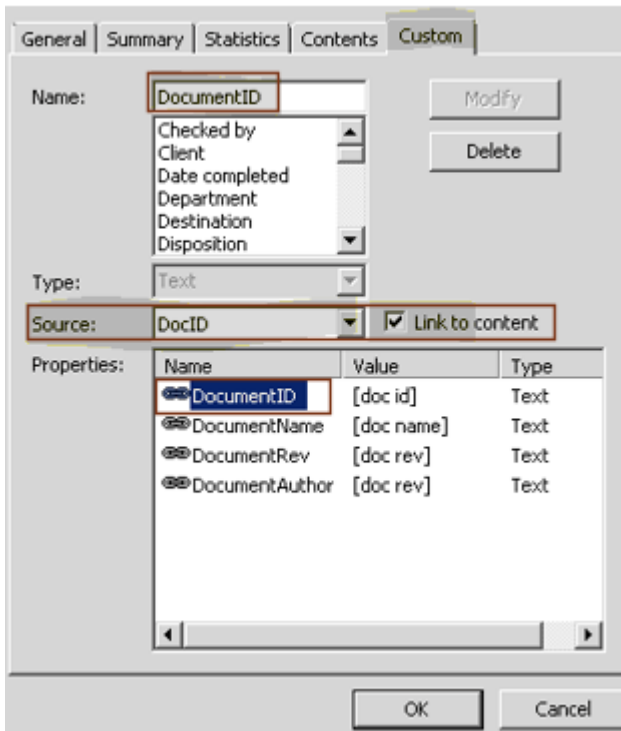 General Summary Statistics Contents Custom
Name: DocumentID Modify
Checked by
Client Delete
Date completed
Department
Destination
Disposition
Type: Text
Source: DocID Link to content
Properties: Name Value Type
DocumentID [doc id] Text
DocumentName [doc name] Text
DocumentRev [doc rev] Text
DocumentAuthor [doc rev] Text
OK Cancel